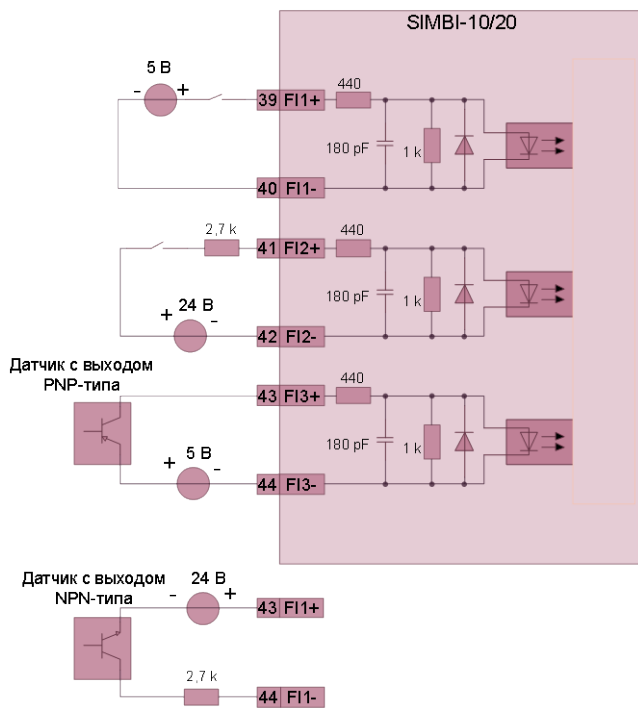 SIMBI-10/20
5 В
- +
39 FI1+
440
180 pF
1 k
40 FI1-
2,7 k
41 FI2+
440
180 pF
1 k
24 В
+ -
42 FI2-
Датчик с выходом
PNP-типа
43 FI3+
440
180 pF
1 k
5 В
+ -
44 FI3-
Датчик с выходом
NPN-типа
24 В
- +
43 FI1+
2,7 k
44 FI1-